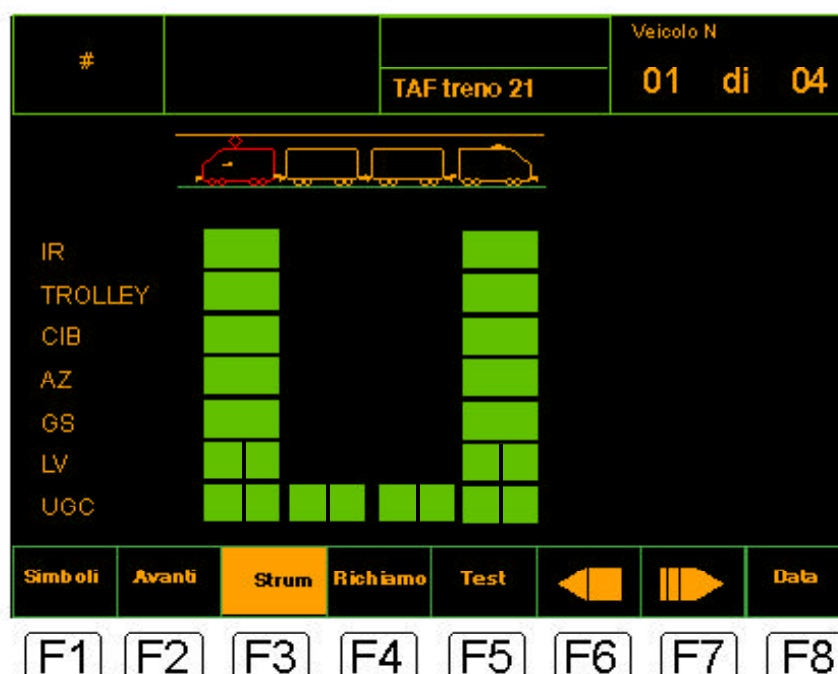 #
Veicolo N
TAF treno 21
01 di 04
IR
TROLLEY
CIB
AZ
GS
LV
UGC
Simboli Avanti Strum Richiamo Test Data
F1 F2 F3 F4 F5 F6 F7 F8